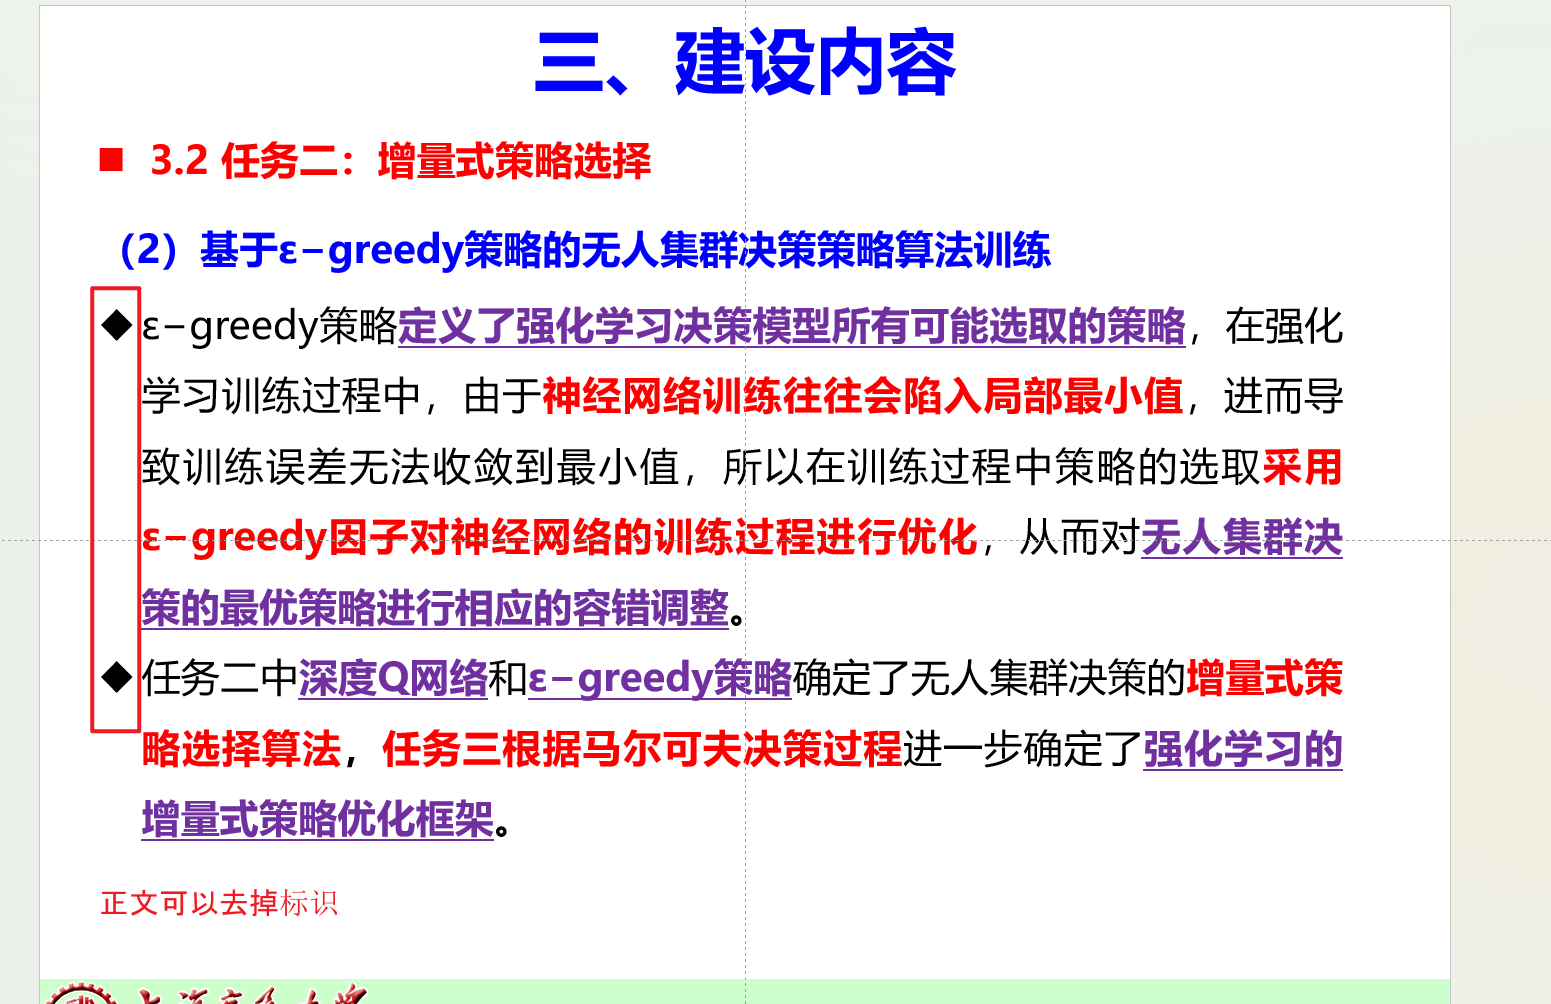 三、建设内容
■ 3.2 任务二：增量式策略选择
（2）基于ε−greedy策略的无人集群决策策略算法训练
◆ε−greedy策略定义了强化学习决策模型所有可能选取的策略，在强化
学习训练过程中，由于神经网络训练往往会陷入局部最小值，进而导
致训练误差无法收敛到最小值，所以在训练过程中策略的选取采用
ε−greedy因子对神经网络的训练过程进行优化，从而对无人集群决
策的最优策略进行相应的容错调整。
◆任务二中深度Q网络和ε−greedy策略确定了无人集群决策的增量式策
略选择算法，任务三根据马尔可夫决策过程进一步确定了强化学习的
增量式策略优化框架。
正文可以去掉标识